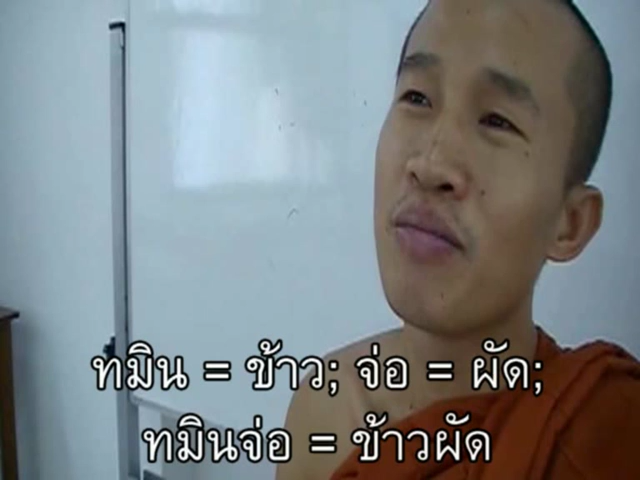 ทมิน = ข้าว; จ่อ = ผัด;
ทมินจ่อ = ข้าวผัด